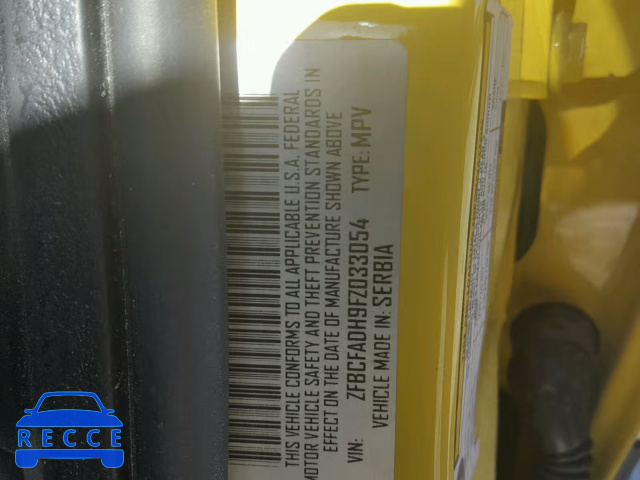 THIS VEHICLE CONFORMS TO ALL APPLICABLE U.S.A. FEDERAL
MOTOR VEHICLE SAFETY AND THEFT PREVENTION STANDARDS IN
EFFECT ON THE DATE OF MANUFACTURE SHOWN ABOVE
VIN: ZFBCFADH9FZ033054 TYPE: MPV
VEHICLE MADE IN: SERBIA
RECCE